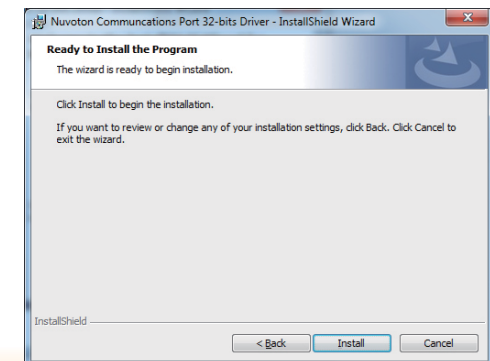 Nuvoton Communcations Port 32-bits Driver - InstallShield Wizard
Ready to Install the Program
The wizard is ready to begin installation.
Click Install to begin the installation.
If you want to review or change any of your installation settings, click Back. Click Cancel to
exit the wizard.
InstallShield
< Back Install Cancel